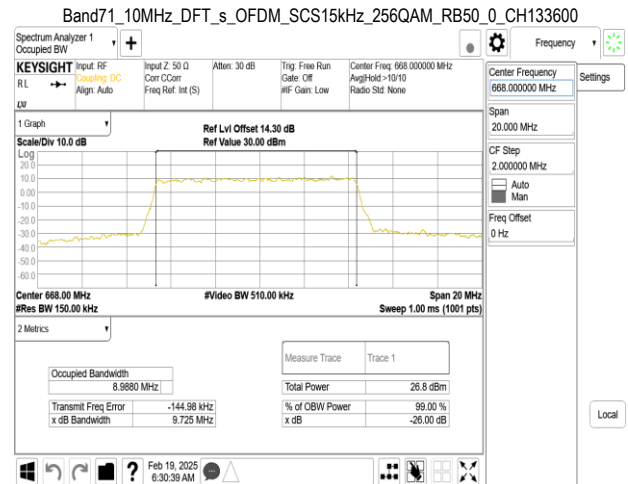 Band71_10MHz_DFT_s_OFDM_SCS15kHz_256QAM_RB50_0_CH133600
Spectrum Analyzer 1
Occupied BW
Frequency
KEYSIGHT
RL
LXI
Input: RF
Coupling: DC
Align: Auto
Input Z: 50 Ω
Corr CCorr
Freq Ref: Int (S)
Atten: 30 dB
Trig: Free Run
Gate: Off
#IF Gain: Low
Center Freq: 668.000000 MHz
Avg|Hold:>10/10
Radio Std: None
Center Frequency
668.000000 MHz
Settings
Span
20.000 MHz
CF Step
2.000000 MHz
Auto
Man
Freq Offset
0 Hz
Local
1 Graph
Scale/Div 10.0 dB
Ref Lvl Offset 14.30 dB
Ref Value 30.00 dBm
Log
20.0
10.0
0.00
-10.0
-20.0
-30.0
-40.0
-50.0
-60.0
Center 668.00 MHz
#Video BW 510.00 kHz
Span 20 MHz
#Res BW 150.00 kHz
Sweep 1.00 ms (1001 pts)
2 Metrics
Measure Trace
Trace 1
Occupied Bandwidth
8.9880 MHz
Total Power
26.8 dBm
Transmit Freq Error
-144.98 kHz
% of OBW Power
99.00 %
x dB Bandwidth
9.725 MHz
x dB
-26.00 dB
?
Feb 19, 2025
6:30:39 AM